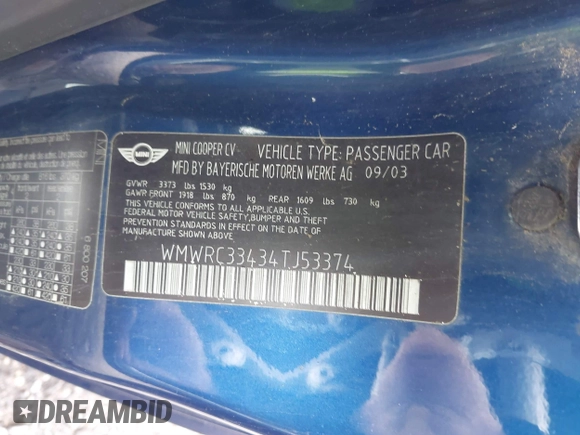 MINI
MINI COOPER CV
VEHICLE TYPE: PASSENGER CAR
MFD BY BAYERISCHE MOTOREN WERKE AG 09/03
GVWR 3373 lbs 1530 kg
GAWR FRONT 1918 lbs 870 kg REAR 1609 lbs 730 kg
THIS VEHICLE CONFORMS TO ALL APPLICABLE U.S.
FEDERAL MOTOR VEHICLE SAFETY, BUMPER AND THEFT
PREVENTION STANDARDS IN EFFECT ON THE DATE OF
MANUFACTURE SHOWN ABOVE.
WMWRC33434TJ53374
DREAMBID